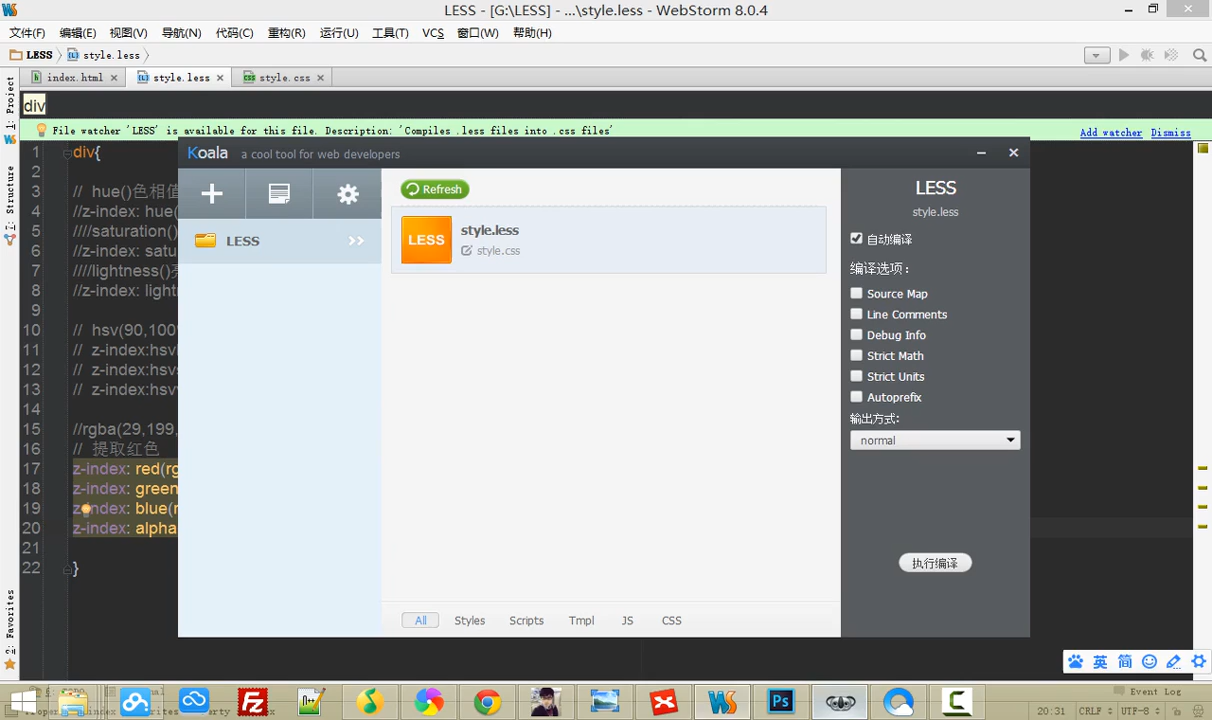 LESS - [G:\LESS] - ...\style.less - WebStorm 8.0.4
文件(F) 编辑(E) 视图(V) 导航(N) 代码(C) 重构(R) 运行(U) 工具(T) VCS 窗口(W) 帮助(H)
LESS style.less
index.html style.less style.css
1: Project
7: Structure
2: Favorites
div
File watcher 'LESS' is available for this file. Description: 'Compiles .less files into .css files' Add watcher Dismiss
1 div{
2
3 // hue()色相值
4 //z-index: hue(
5 ////saturation()
6 //z-index: satu
7 ////lightness()
8 //z-index: light
9
10 // hsv(90,100%
11 // z-index:hsv
12 // z-index:hsv
13 // z-index:hsv
14
15 //rgba(29,199,
16 // 提取红色
17 z-index: red(rg
18 z-index: green
19 z-index: blue(r
20 z-index: alpha
21
22 }
Koala a cool tool for web developers
LESS
Refresh
LESS
style.less
style.css
All Styles Scripts Tmpl JS CSS
LESS
style.less
自动编译
编译选项:
Source Map
Line Comments
Debug Info
Strict Math
Strict Units
Autoprefix
输出方式:
normal
执行编译
英 简
Event Log
20:31 CRLF UTF-8